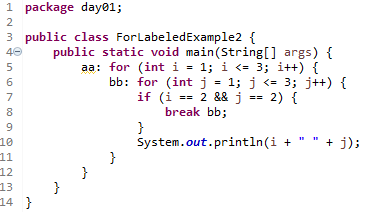 1 package day01;
2
3 public class ForLabeledExample2 {
4     public static void main(String[] args) {
5         aa: for (int i = 1; i <= 3; i++) {
6             bb: for (int j = 1; j <= 3; j++) {
7                 if (i == 2 && j == 2) {
8                     break bb;
9                 }
10                 System.out.println(i + " " + j);
11             }
12         }
13     }
14 }